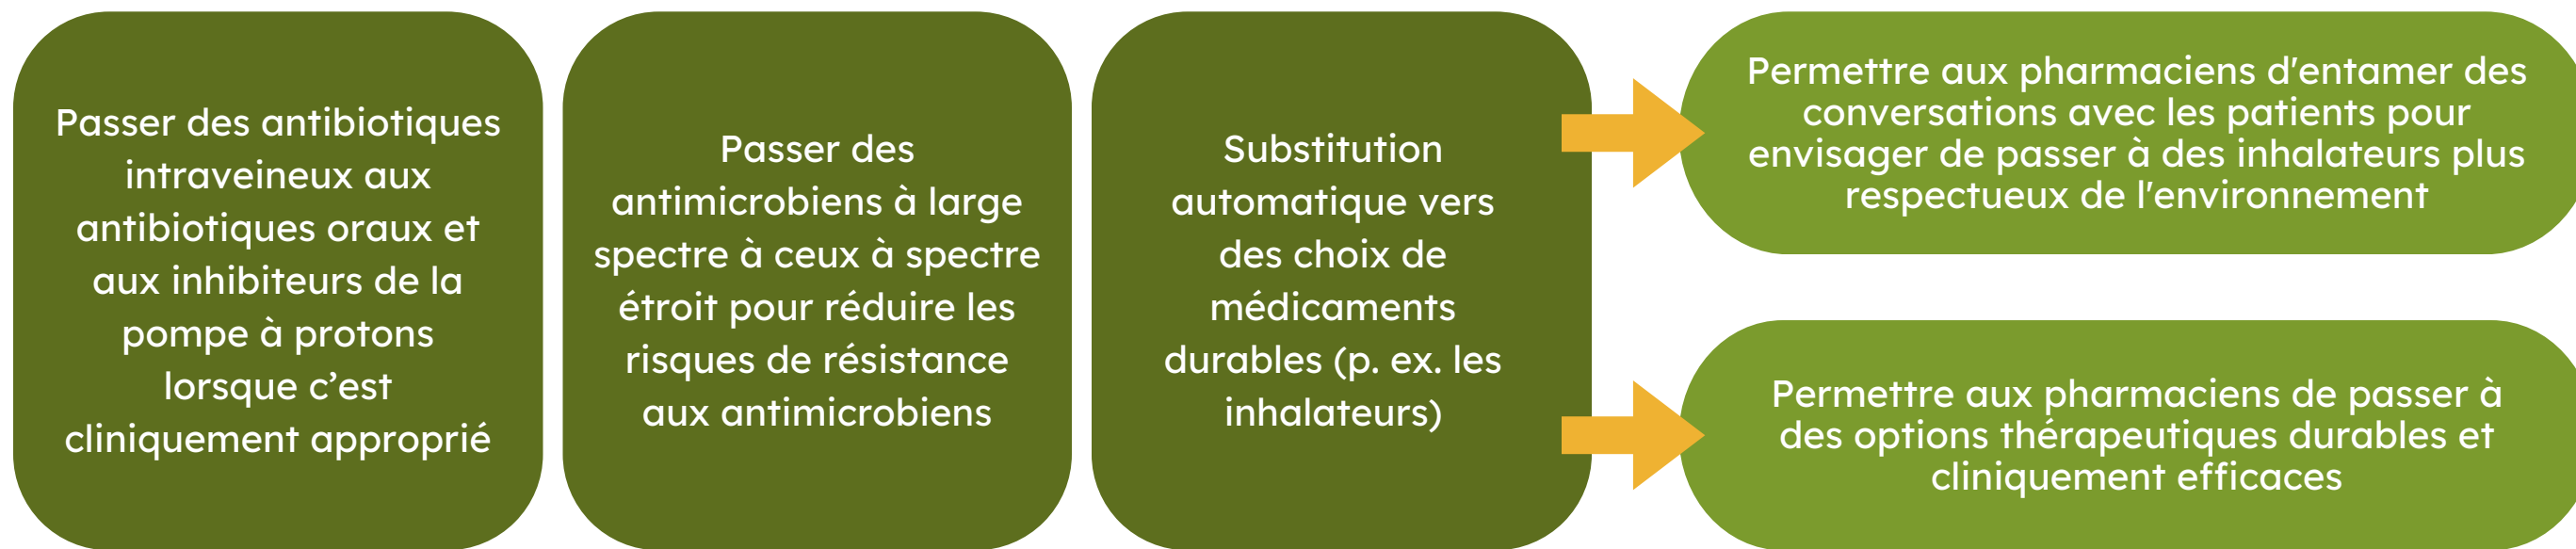 Passer des antibiotiques
intraveineux aux
antibiotiques oraux et
aux inhibiteurs de la
pompe à protons
lorsque c’est
cliniquement approprié
Passer des
antimicrobiens à large
spectre à ceux à spectre
étroit pour réduire les
risques de résistance
aux antimicrobiens
Substitution
automatique vers
des choix de
médicaments
durables (p. ex. les
inhalateurs)
Permettre aux pharmaciens d'entamer des
conversations avec les patients pour
envisager de passer à des inhalateurs plus
respectueux de l'environnement
Permettre aux pharmaciens de passer à
des options thérapeutiques durables et
cliniquement efficaces